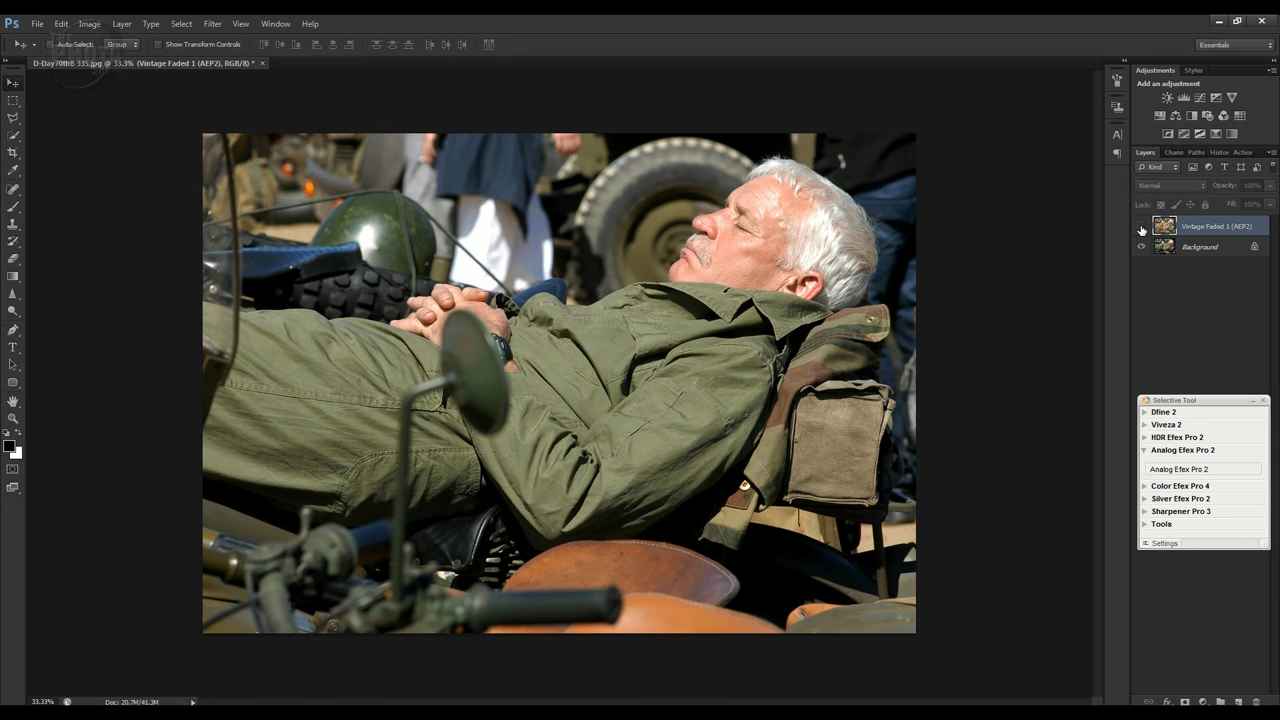 Ps File Edit Image Layer Type Select Filter View Window Help
Auto-Select: Group Show Transform Controls Essentials
D-Day70thB 335.jpg @ 33.3% (Vintage Faded 1 (AEP2), RGB/8) * ×
Adjustments Styles
Add an adjustment
Layers Chann Paths Histor Action
Kind
Normal Opacity: 100%
Lock: Fill: 100%
Vintage Faded 1 (AEP2)
Background
Selective Tool
Dfine 2
Viveza 2
HDR Efex Pro 2
Analog Efex Pro 2
Analog Efex Pro 2
Color Efex Pro 4
Silver Efex Pro 2
Sharpener Pro 3
Tools
Settings
33.33% Doc: 20.7M/41.3M